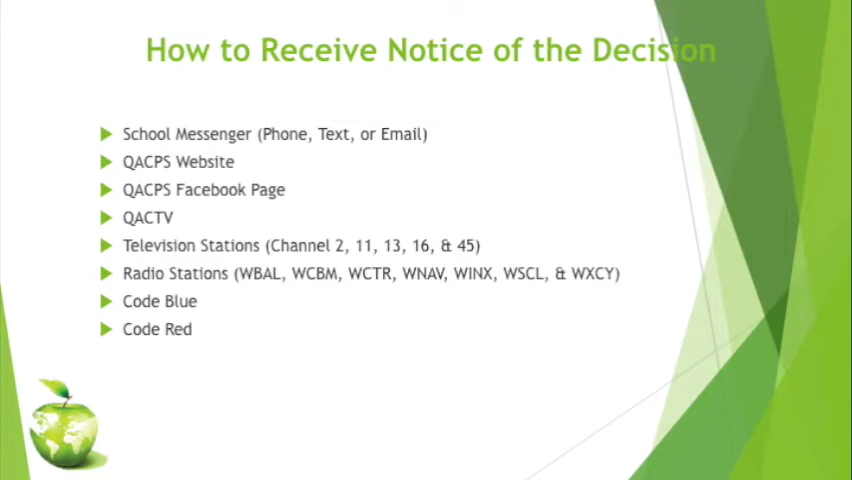 How to Receive Notice of the Decision
School Messenger (Phone, Text, or Email)
QACPS Website
QACPS Facebook Page
QACTV
Television Stations (Channel 2, 11, 13, 16, & 45)
Radio Stations (WBAL, WCBM, WCTR, WNAV, WINX, WSCL, & WXCY)
Code Blue
Code Red